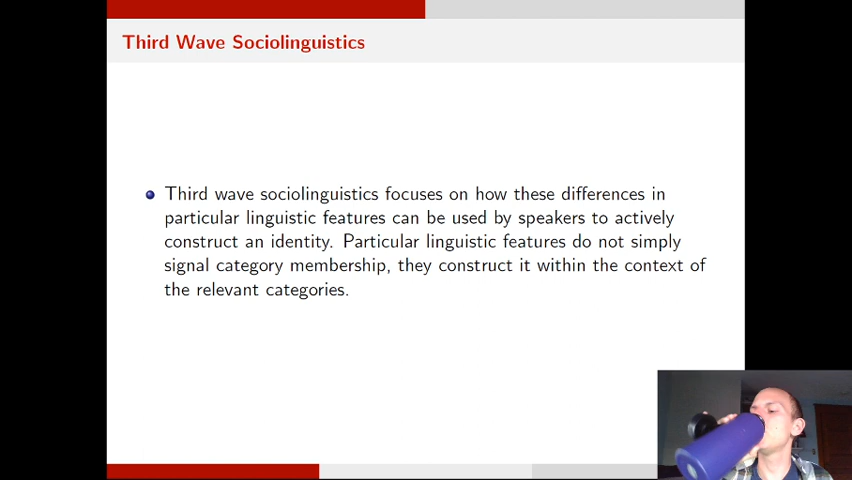 Third Wave Sociolinguistics
Third wave sociolinguistics focuses on how these differences in
particular linguistic features can be used by speakers to actively
construct an identity. Particular linguistic features do not simply
signal category membership, they construct it within the context of
the relevant categories.